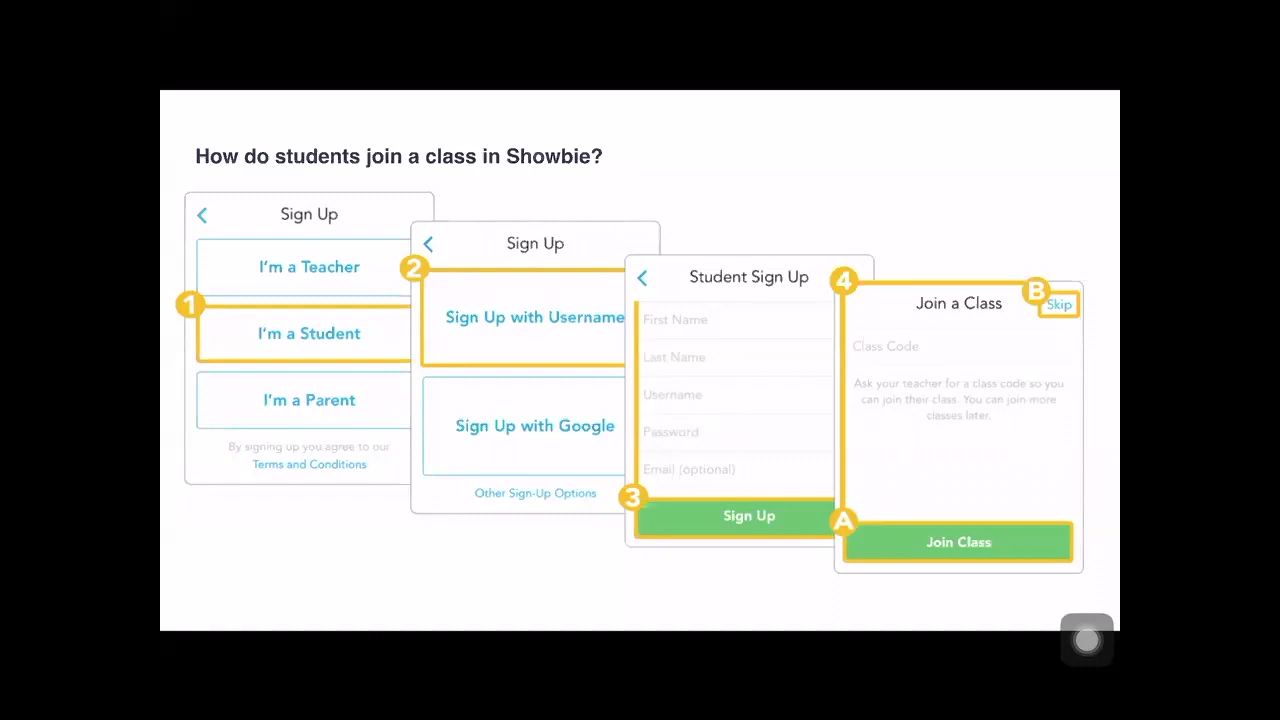 How do students join a class in Showbie?
Sign Up
I'm a Teacher
1
I'm a Student
I'm a Parent
By signing up you agree to our
Terms and Conditions
Sign Up
2
Sign Up with Username
Sign Up with Google
Other Sign-Up Options
Student Sign Up
First Name
Last Name
Username
Password
Email (optional)
3
Sign Up
4
B
Join a Class
Skip
Class Code
Ask your teacher for a class code so you
can join their class. You can join more
classes later.
A
Join Class